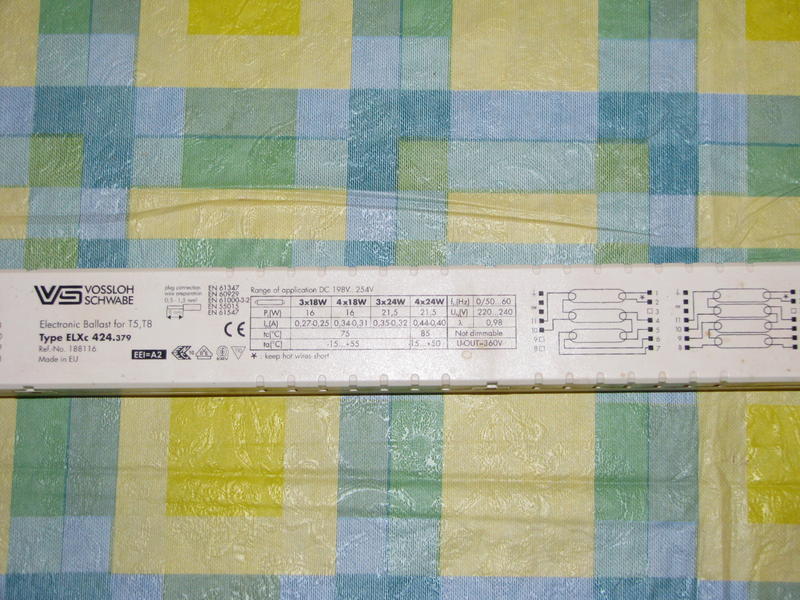 VS VOSSLOH SCHWABE
Electronic Ballast for T5,T8
Type ELXc 424.379
Ref.-No. 188116
Made in EU
EEI=A2
plug connection
wire preparation
0,5 - 1,5 mm²
EN 61347
EN 60929
EN 61000-3-2
EN 55015
EN 61547
CE
Range of application DC 198V...254V
3x18W 4x18W 3x24W 4x24W f (Hz) 0/50...60
P (W) 16 16 21,5 21,5 U (V) 220...240
I (A) 0,27-0,25 0,34-0,31 0,35-0,32 0,44-0,40 λ 0,98
tc(°C) 75 85 Not dimmable
ta(°C) -15...+55 -15...+50 U-OUT=360V
* keep hot wires short